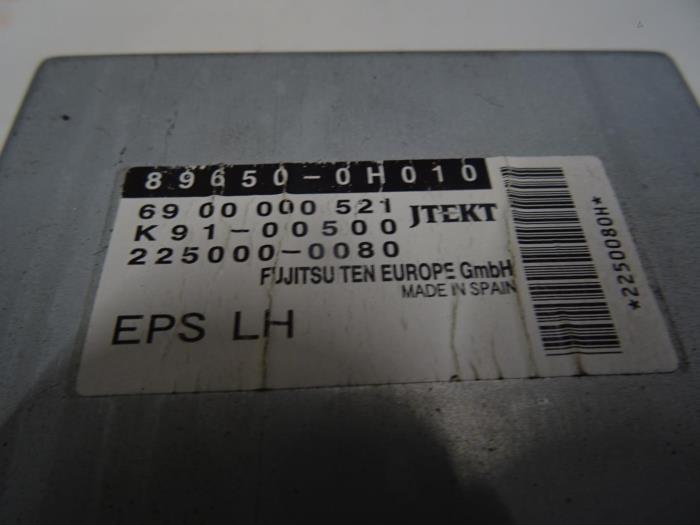 89650-0H010
69 00 000 521 JTEKT
K 91-00500
225000-0080
FUJITSU TEN EUROPE GmbH
MADE IN SPAIN
EPS LH
*2250080H*